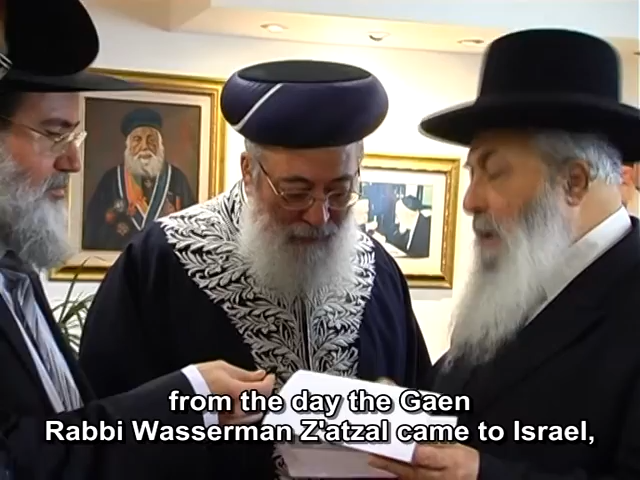 from the day the Gaen
Rabbi Wasserman Z'atzal came to Israel,